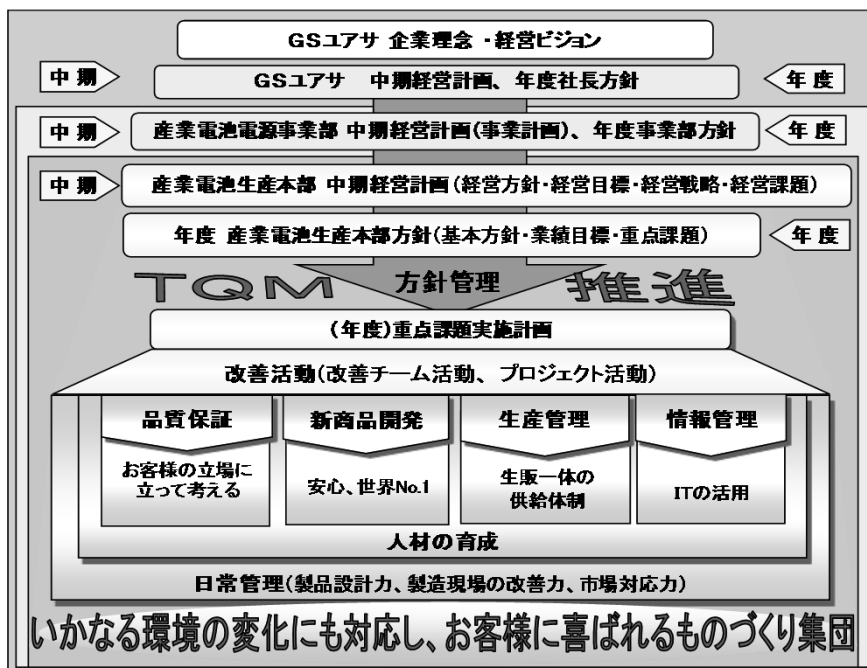 GSユアサ 企業理念・経営ビジョン
中期
GSユアサ 中期経営計画、年度社長方針
年度
中期
産業電池電源事業部 中期経営計画(事業計画)、年度事業部方針
年度
中期
産業電池生産本部 中期経営計画(経営方針・経営目標・経営戦略・経営課題)
年度 産業電池生産本部方針(基本方針・業績目標・重点課題)
年度
TQM 方針管理 推進
(年度)重点課題実施計画
改善活動(改善チーム活動、プロジェクト活動)
品質保証
新商品開発
生産管理
情報管理
お客様の立場に
立って考える
安心、世界No.1
生販一体の
供給体制
ITの活用
人材の育成
日常管理(製品設計力、製造現場の改善力、市場対応力)
いかなる環境の変化にも対応し、お客様に喜ばれるものづくり集団